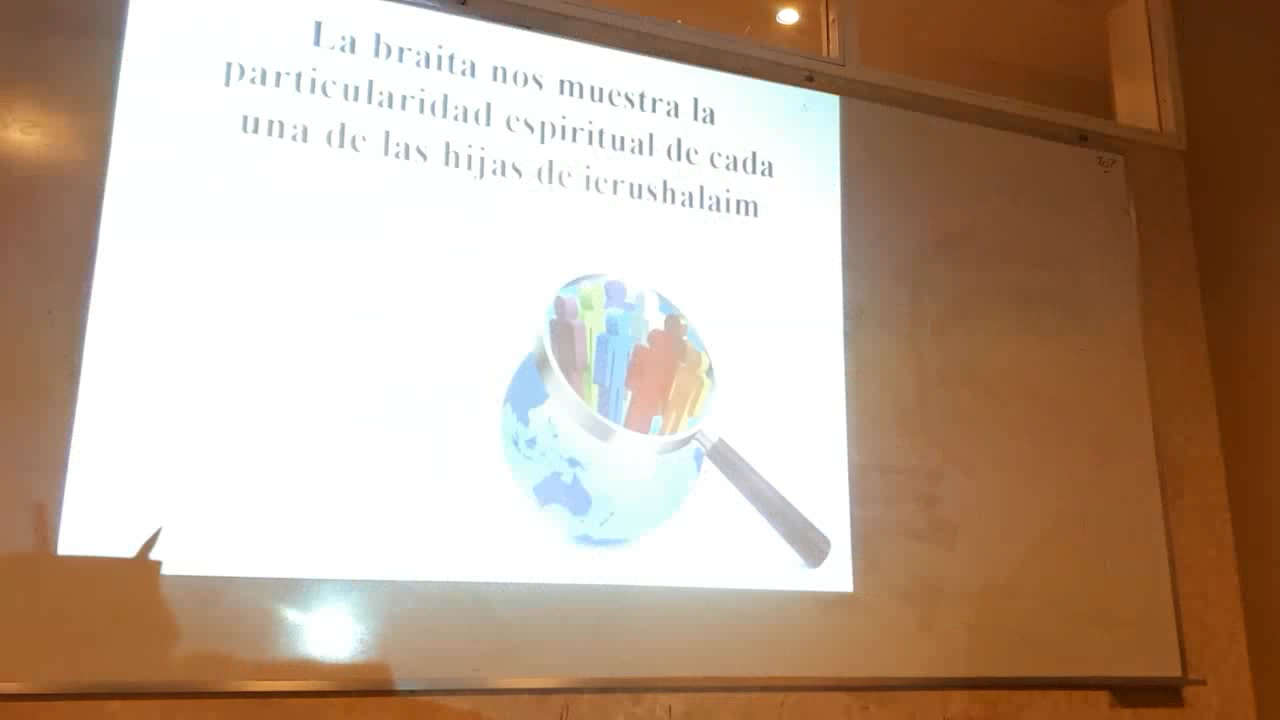 La braita nos muestra la
particularidad espiritual de cada
una de las hijas de ierushalaim